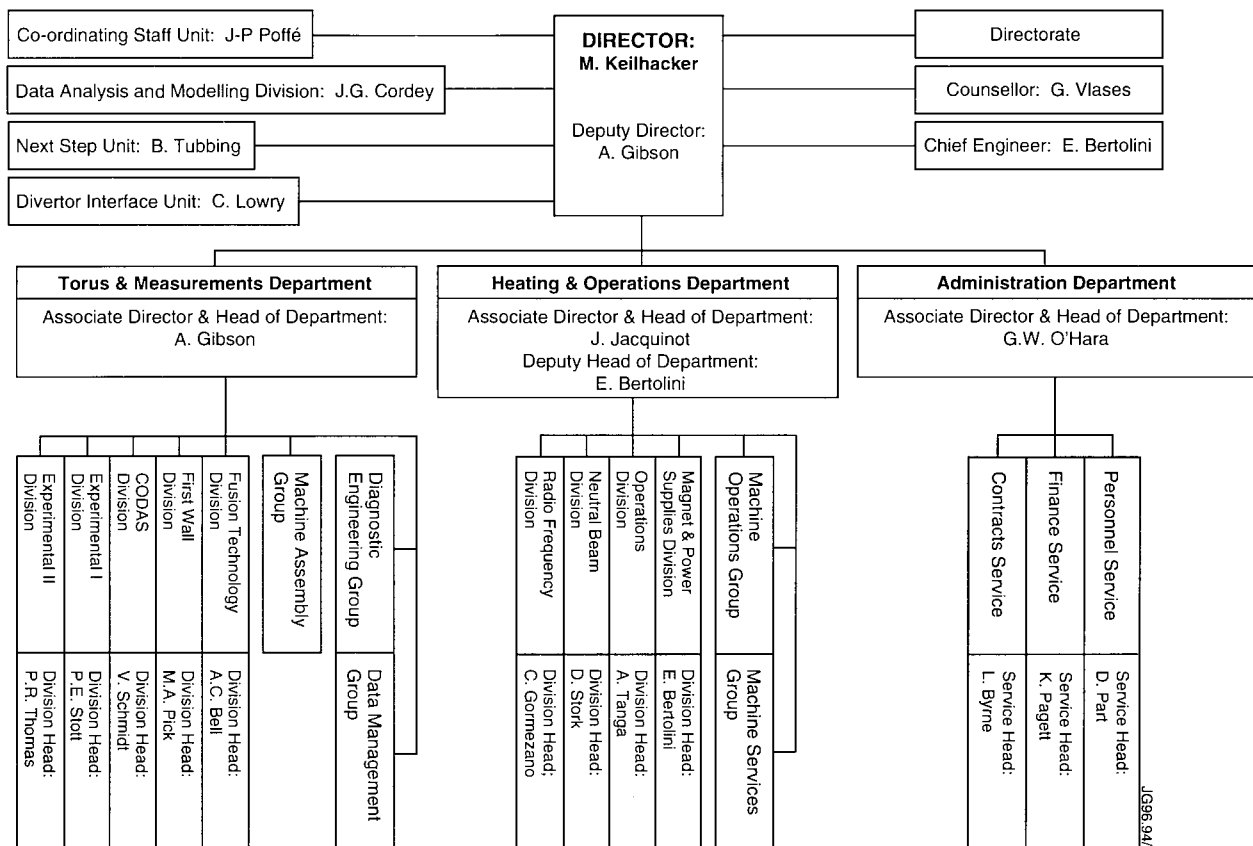 Co-ordinating Staff Unit: J-P Poffé
Data Analysis and Modelling Division: J.G. Cordey
Next Step Unit: B. Tubbing
Divertor Interface Unit: C. Lowry
DIRECTOR:
M. Keilhacker
Deputy Director:
A. Gibson
Directorate
Counsellor: G. Vlases
Chief Engineer: E. Bertolini
Torus & Measurements Department
Associate Director & Head of Department:
A. Gibson
Heating & Operations Department
Associate Director & Head of Department:
J. Jacquinot
Deputy Head of Department:
E. Bertolini
Administration Department
Associate Director & Head of Department:
G.W. O'Hara
Experimental II
Division
Division Head:
P.R. Thomas
Experimental I
Division
Division Head:
P.E. Stott
CODAS
Division
Division Head:
V. Schmidt
First Wall
Division
Division Head:
M.A. Pick
Fusion Technology
Division
Division Head:
A.C. Bell
Machine Assembly
Group
Diagnostic
Engineering Group
Data Management
Group
Radio Frequency
Division
Division Head;
C. Gormezano
Neutral Beam
Division
Division Head:
D. Stork
Operations
Division
Division Head:
A. Tanga
Magnet & Power
Supplies Division
Division Head:
E. Bertolini
Machine
Operations Group
Machine Services
Group
Contracts Service
Service Head:
L. Byrne
Finance Service
Service Head:
K. Pagett
Personnel Service
Service Head:
D. Part
JG96.94/